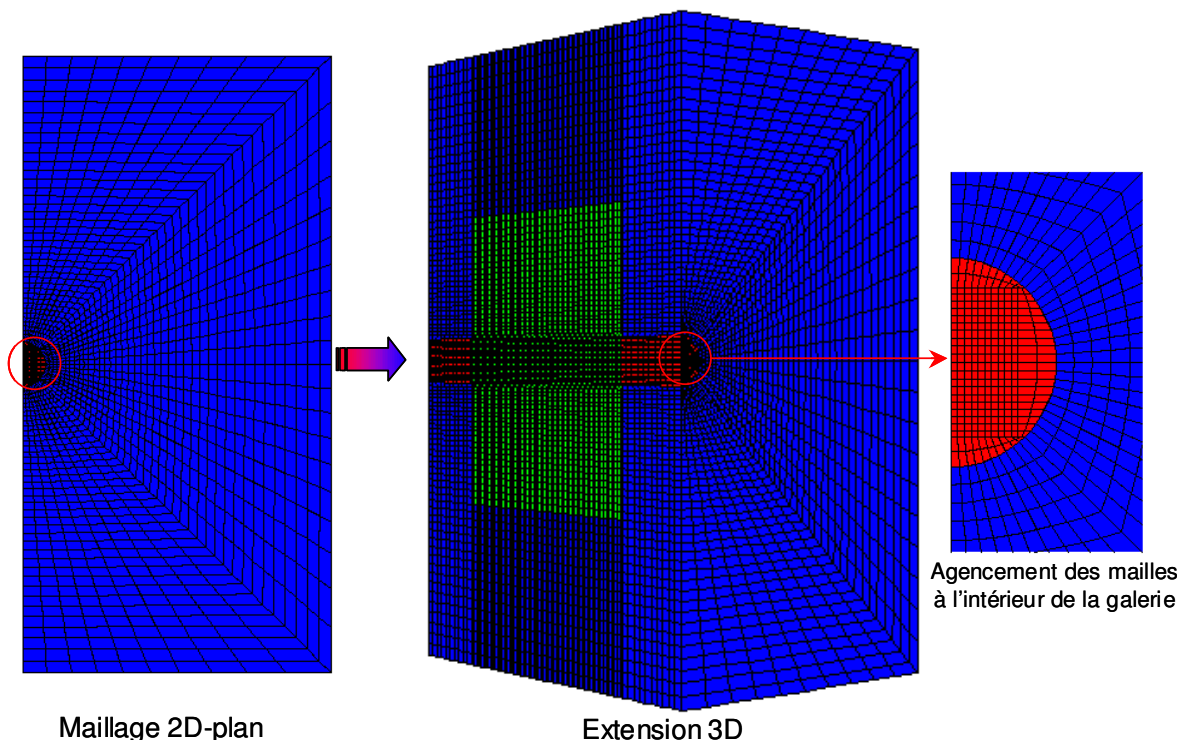 Agencement des mailles
à l'intérieur de la galerie
Maillage 2D-plan
Extension 3D